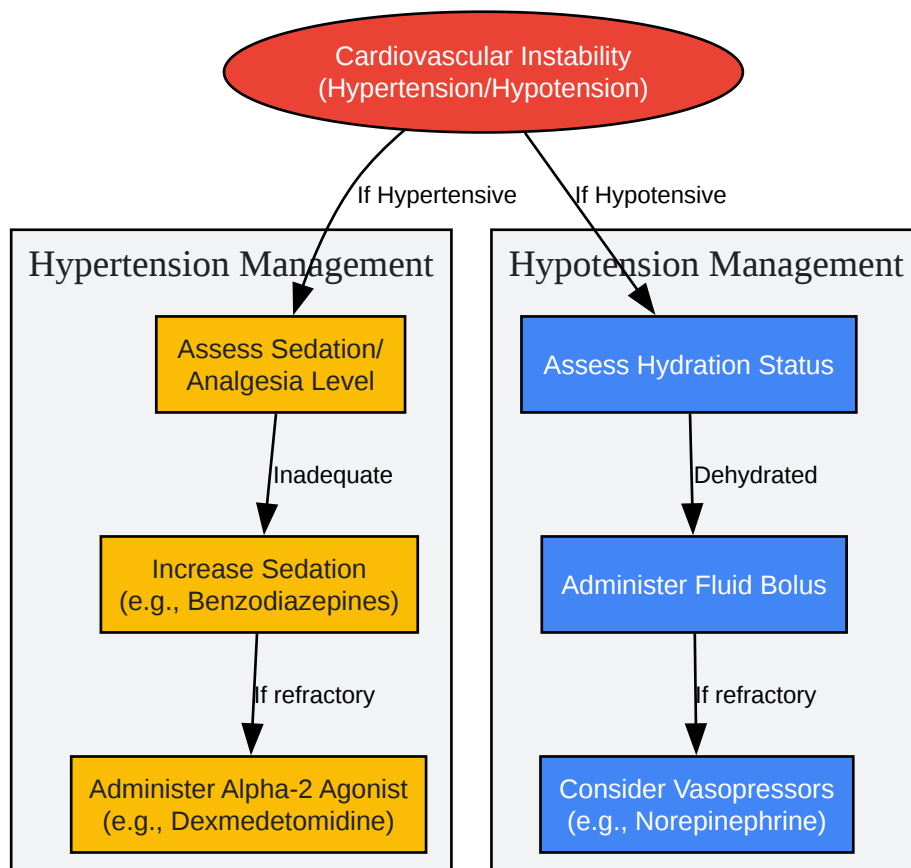 Cardiovascular Instability
(Hypertension/Hypotension)
If Hypertensive
If Hypotensive
Hypertension Management
Assess Sedation/
Analgesia Level
Inadequate
Increase Sedation
(e.g., Benzodiazepines)
If refractory
Administer Alpha-2 Agonist
(e.g., Dexmedetomidine)
Hypotension Management
Assess Hydration Status
Dehydrated
Administer Fluid Bolus
If refractory
Consider Vasopressors
(e.g., Norepinephrine)